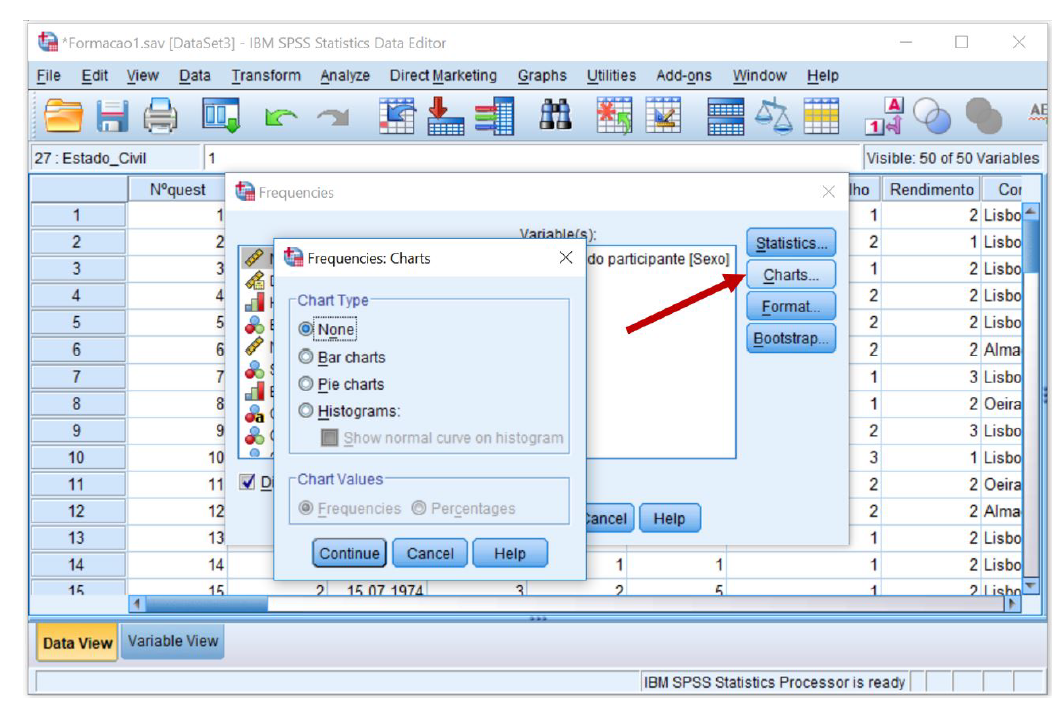 *Formacao1.sav [DataSet3] - IBM SPSS Statistics Data Editor
File Edit View Data Transform Analyze Direct Marketing Graphs Utilities Add-ons Window Help
A
1
27 : Estado_Civil 1 Visible: 50 of 50 Variables
Nºquest lho Rendimento Cor
Frequencies
Variable(s):
do participante [Sexo]
Statistics...
Charts...
Format...
Bootstrap...
Frequencies: Charts
Chart Type
None
Bar charts
Pie charts
Histograms:
Show normal curve on histogram
Chart Values
Frequencies Percentages
Continue Cancel Help
Cancel Help
1 1 1 2 Lisbo
2 2 2 1 Lisbo
3 3 1 2 Lisbo
4 4 2 2 Lisbo
5 5 2 2 Lisbo
6 6 2 2 Alma
7 7 1 3 Lisbo
8 8 1 2 Oeira
9 9 2 3 Lisbo
10 10 3 1 Lisbo
11 11 2 2 Oeira
12 12 2 2 Alma
13 13 1 2 Lisbo
14 14 1 1 1 2 Lisbo
15 15 2 15.07.1974 3 2 5 1 2 Lisbo
Data View Variable View
IBM SPSS Statistics Processor is ready